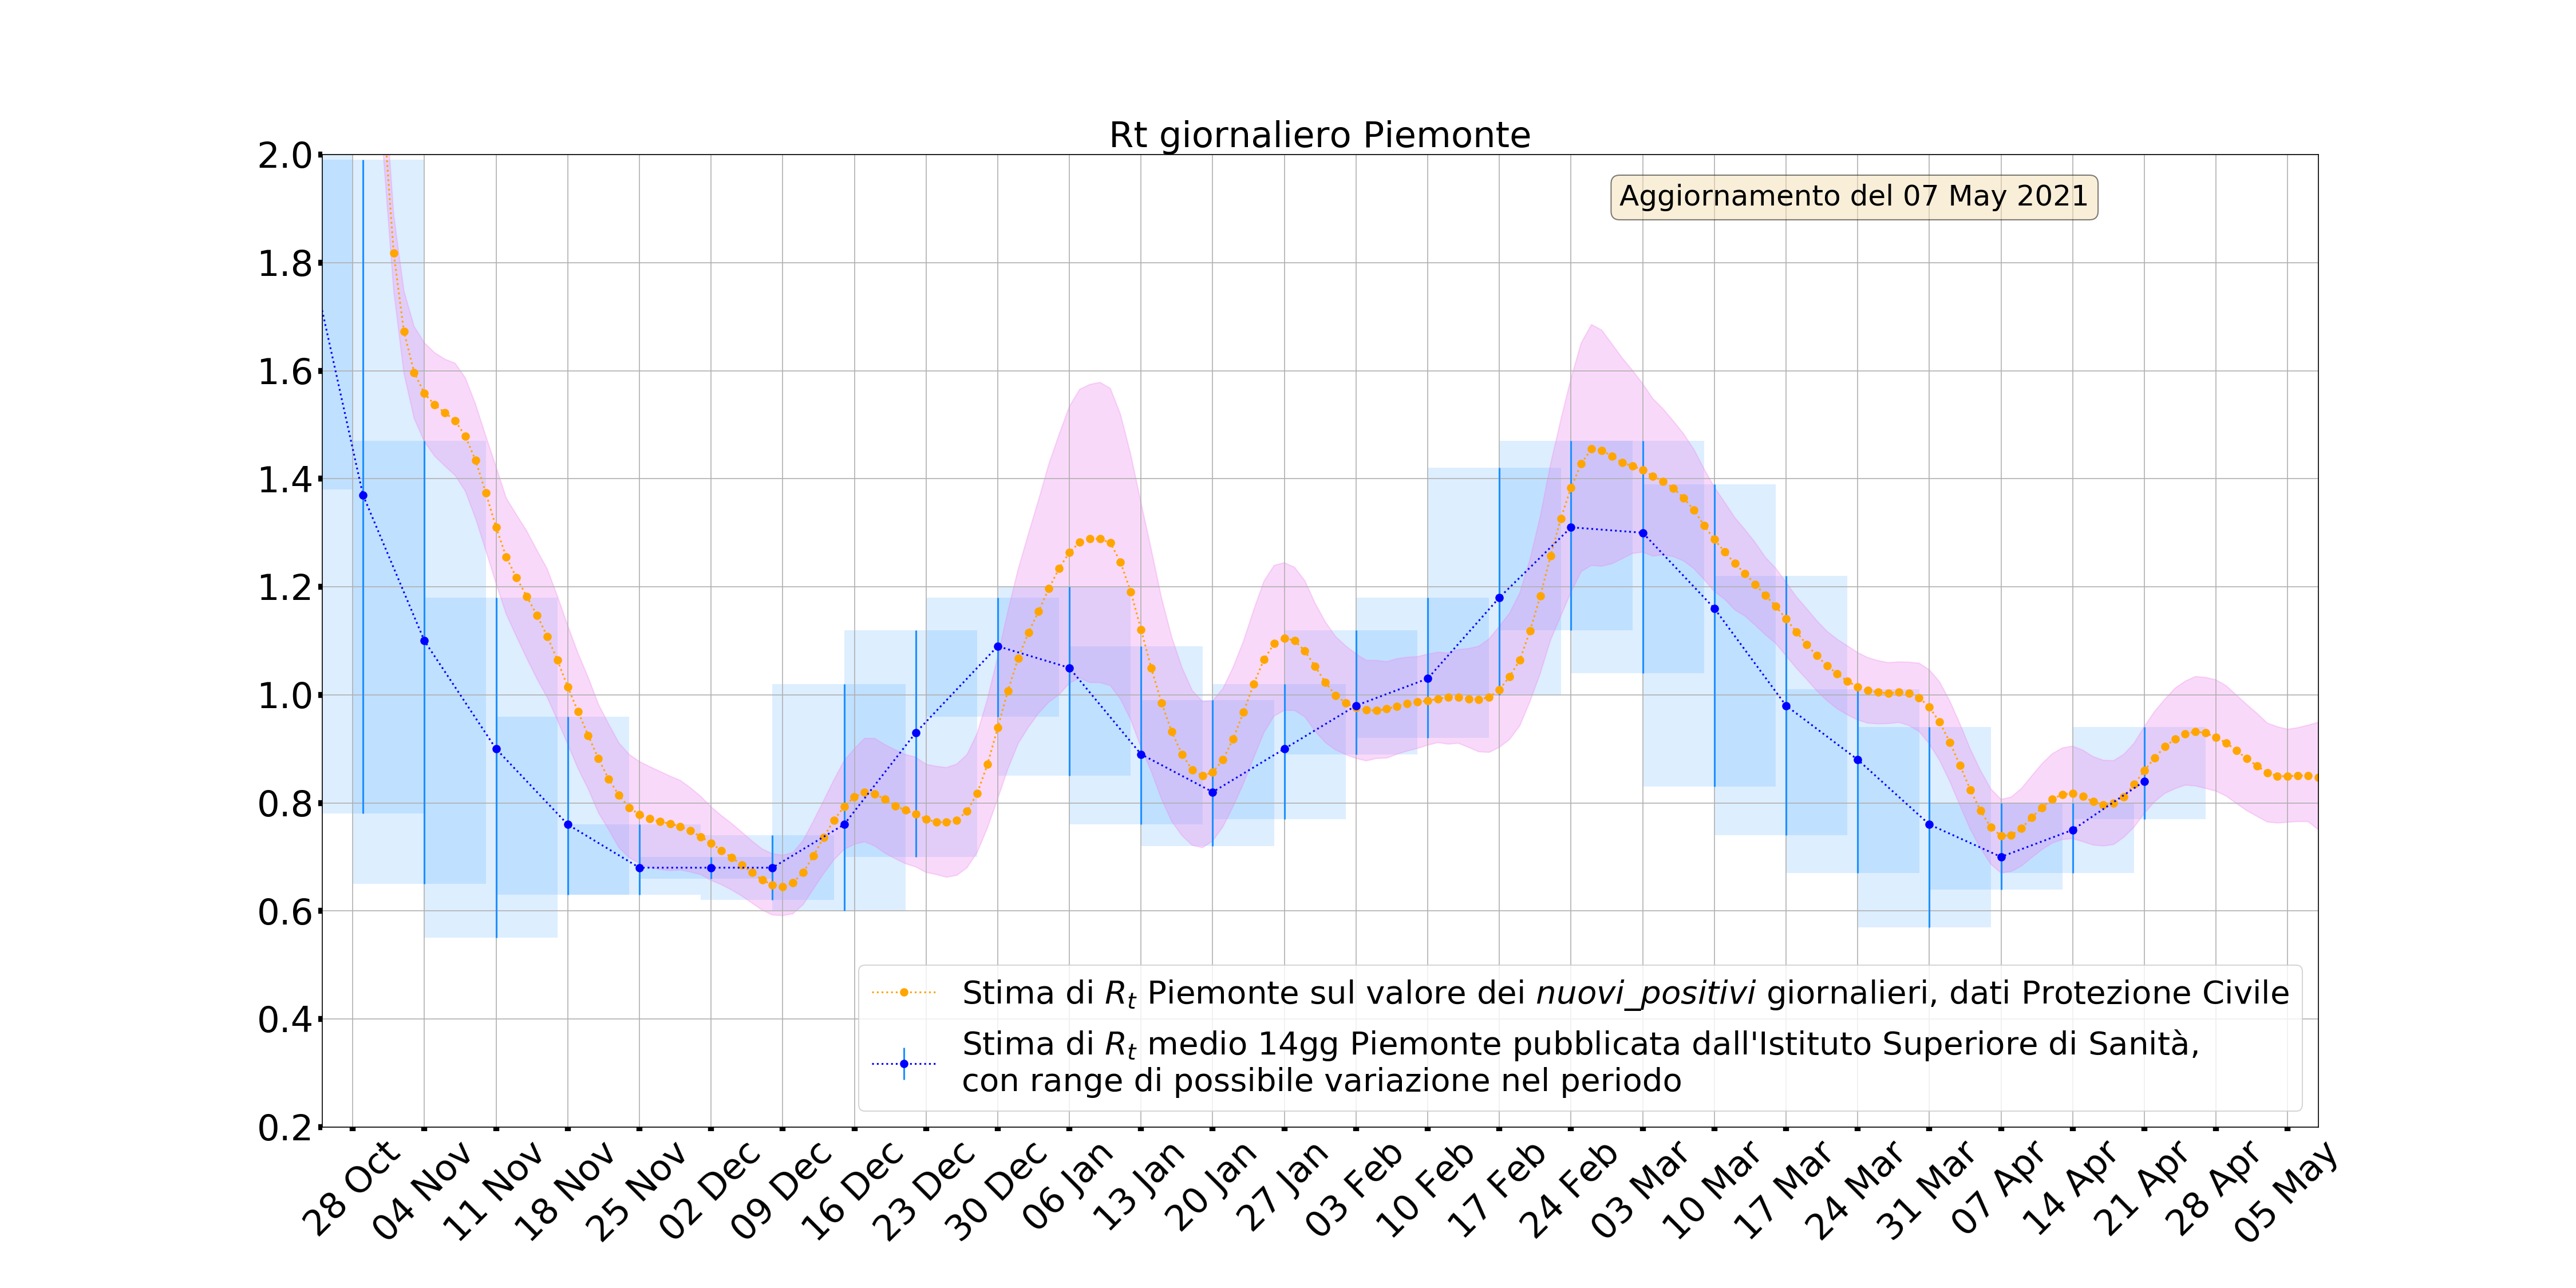 Rt giornaliero Piemonte
Aggiornamento del 07 May 2021
2.0
1.8
1.6
1.4
1.2
1.0
0.8
0.6
0.4
0.2
Stima di Rt Piemonte sul valore dei nuovi_positivi giornalieri, dati Protezione Civile
Stima di Rt medio 14gg Piemonte pubblicata dall'Istituto Superiore di Sanità,
con range di possibile variazione nel periodo
28 Oct
04 Nov
11 Nov
18 Nov
25 Nov
02 Dec
09 Dec
16 Dec
23 Dec
30 Dec
06 Jan
13 Jan
20 Jan
27 Jan
03 Feb
10 Feb
17 Feb
24 Feb
03 Mar
10 Mar
17 Mar
24 Mar
31 Mar
07 Apr
14 Apr
21 Apr
28 Apr
05 May